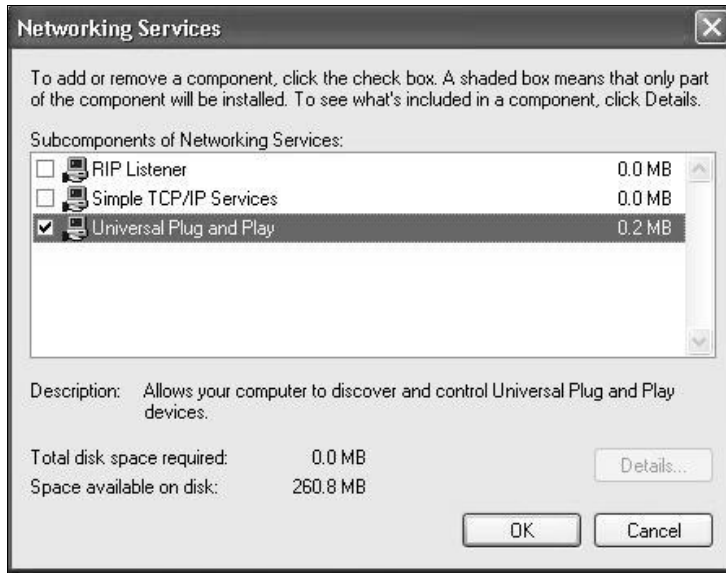 Networking Services
To add or remove a component, click the check box. A shaded box means that only part
of the component will be installed. To see what's included in a component, click Details.
Subcomponents of Networking Services:
RIP Listener 0.0 MB
Simple TCP/IP Services 0.0 MB
Universal Plug and Play 0.2 MB
Description: Allows your computer to discover and control Universal Plug and Play
devices.
Total disk space required: 0.0 MB
Details...
Space available on disk: 260.8 MB
OK Cancel